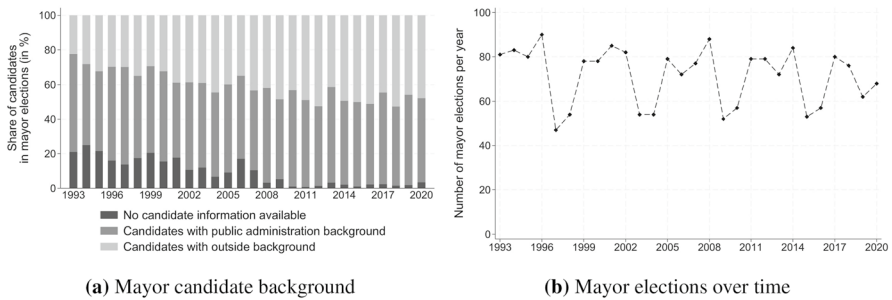 Share of candidates
in mayor elections (in %)
100
80
60
40
20
0
1993 1996 1999 2002 2005 2008 2011 2014 2017 2020
No candidate information available
Candidates with public administration background
Candidates with outside background
(a) Mayor candidate background
Number of mayor elections per year
100
80
60
40
20
0
1993 1996 1999 2002 2005 2008 2011 2014 2017 2020
(b) Mayor elections over time